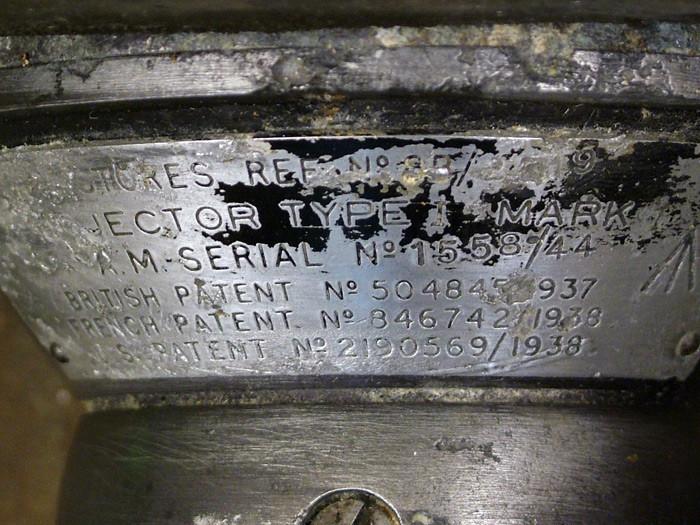 STORES REF. Nº
JECTOR TYPE I MARK
A.M. SERIAL Nº 1558/44
BRITISH PATENT Nº
FRENCH PATENT. Nº 846742/1938
U.S. PATENT Nº 2190569/1938